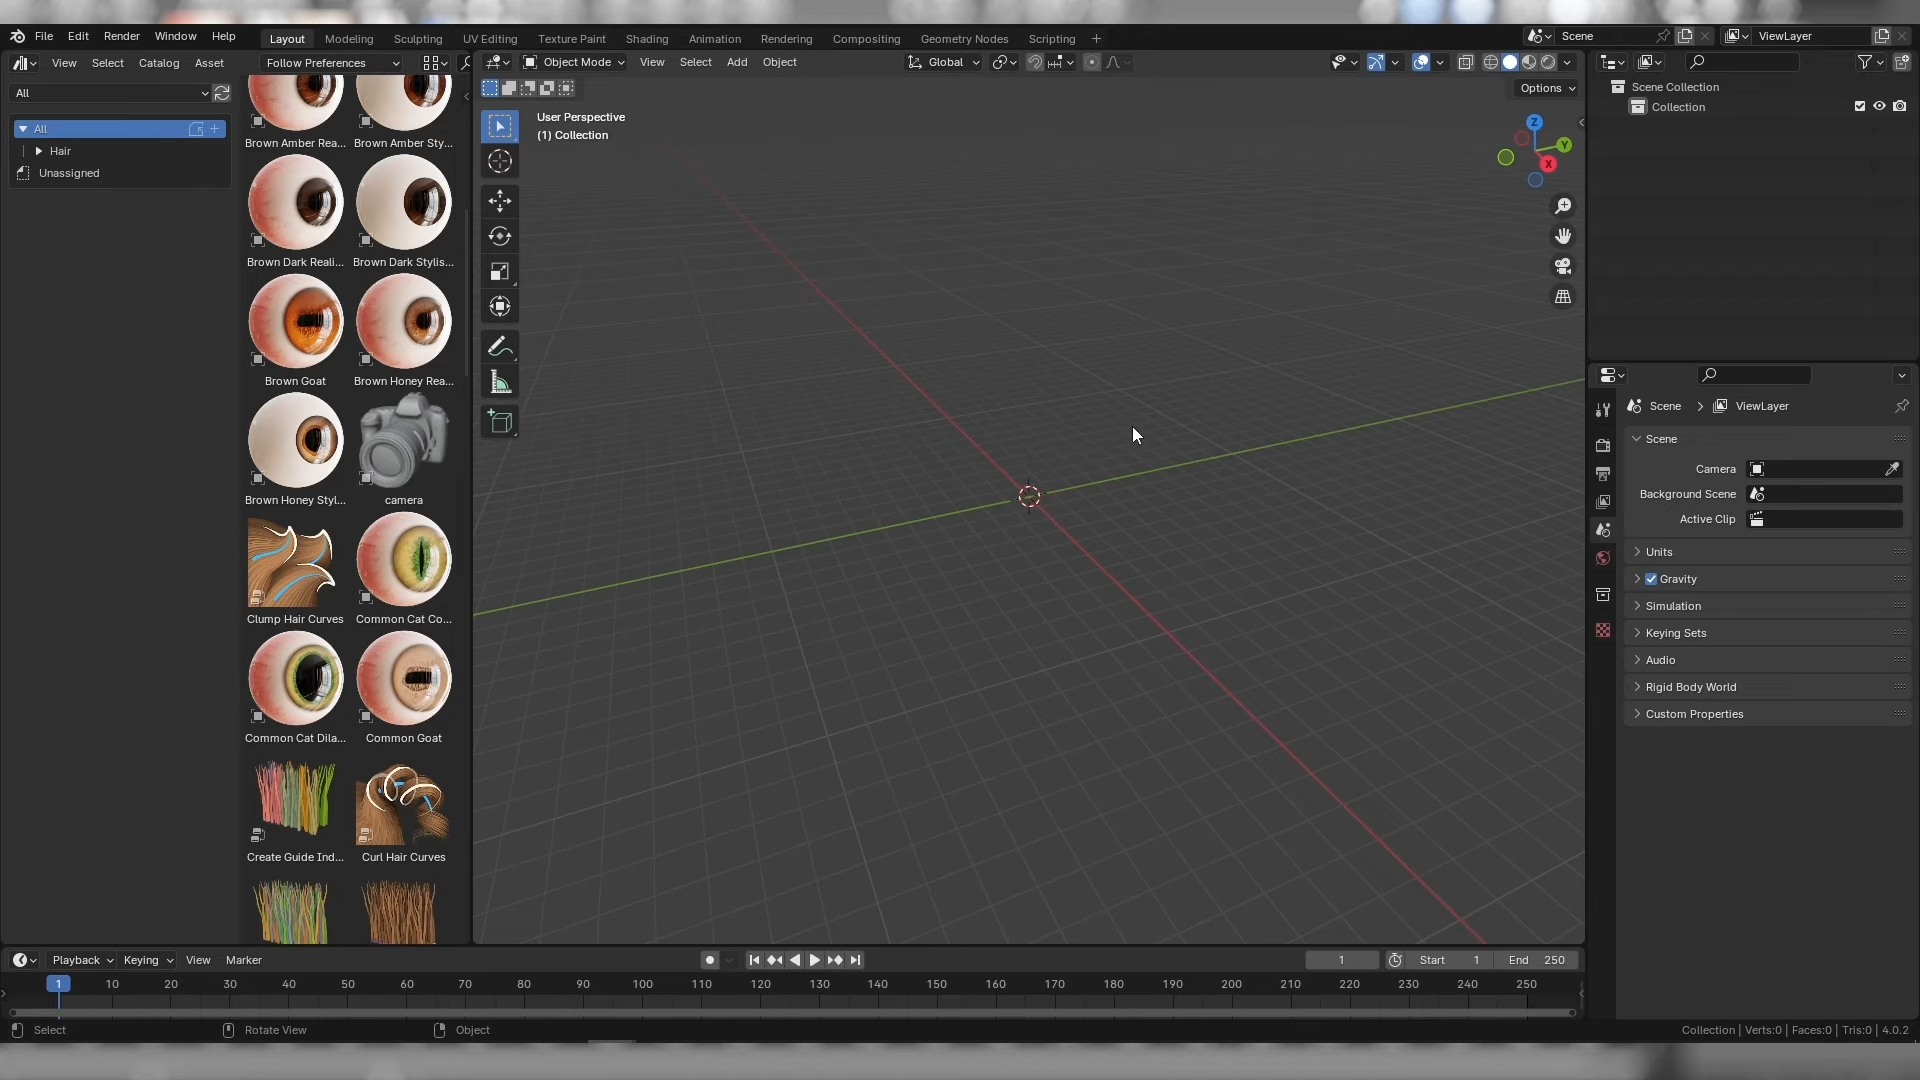 File Edit Render Window Help Layout Modeling Sculpting UV Editing Texture Paint Shading Animation Rendering Compositing Geometry Nodes Scripting + Scene ViewLayer
View Select Catalog Asset Follow Preferences
Object Mode View Select Add Object Global
All
Options
All
Hair
Unassigned
Brown Amber Rea... Brown Amber Sty...
Brown Dark Reali... Brown Dark Stylis...
Brown Goat Brown Honey Rea...
Brown Honey Styl... camera
Clump Hair Curves Common Cat Co...
Common Cat Dila... Common Goat
Create Guide Ind... Curl Hair Curves
User Perspective
(1) Collection
Z
Y
X
Scene Collection
Collection
Scene > ViewLayer
Scene
Camera
Background Scene
Active Clip
Units
Gravity
Simulation
Keying Sets
Audio
Rigid Body World
Custom Properties
Playback Keying View Marker 1 Start 1 End 250
1 10 20 30 40 50 60 70 80 90 100 110 120 130 140 150 160 170 180 190 200 210 220 230 240 250
Select Rotate View Object Collection | Verts:0 | Faces:0 | Tris:0 | 4.0.2